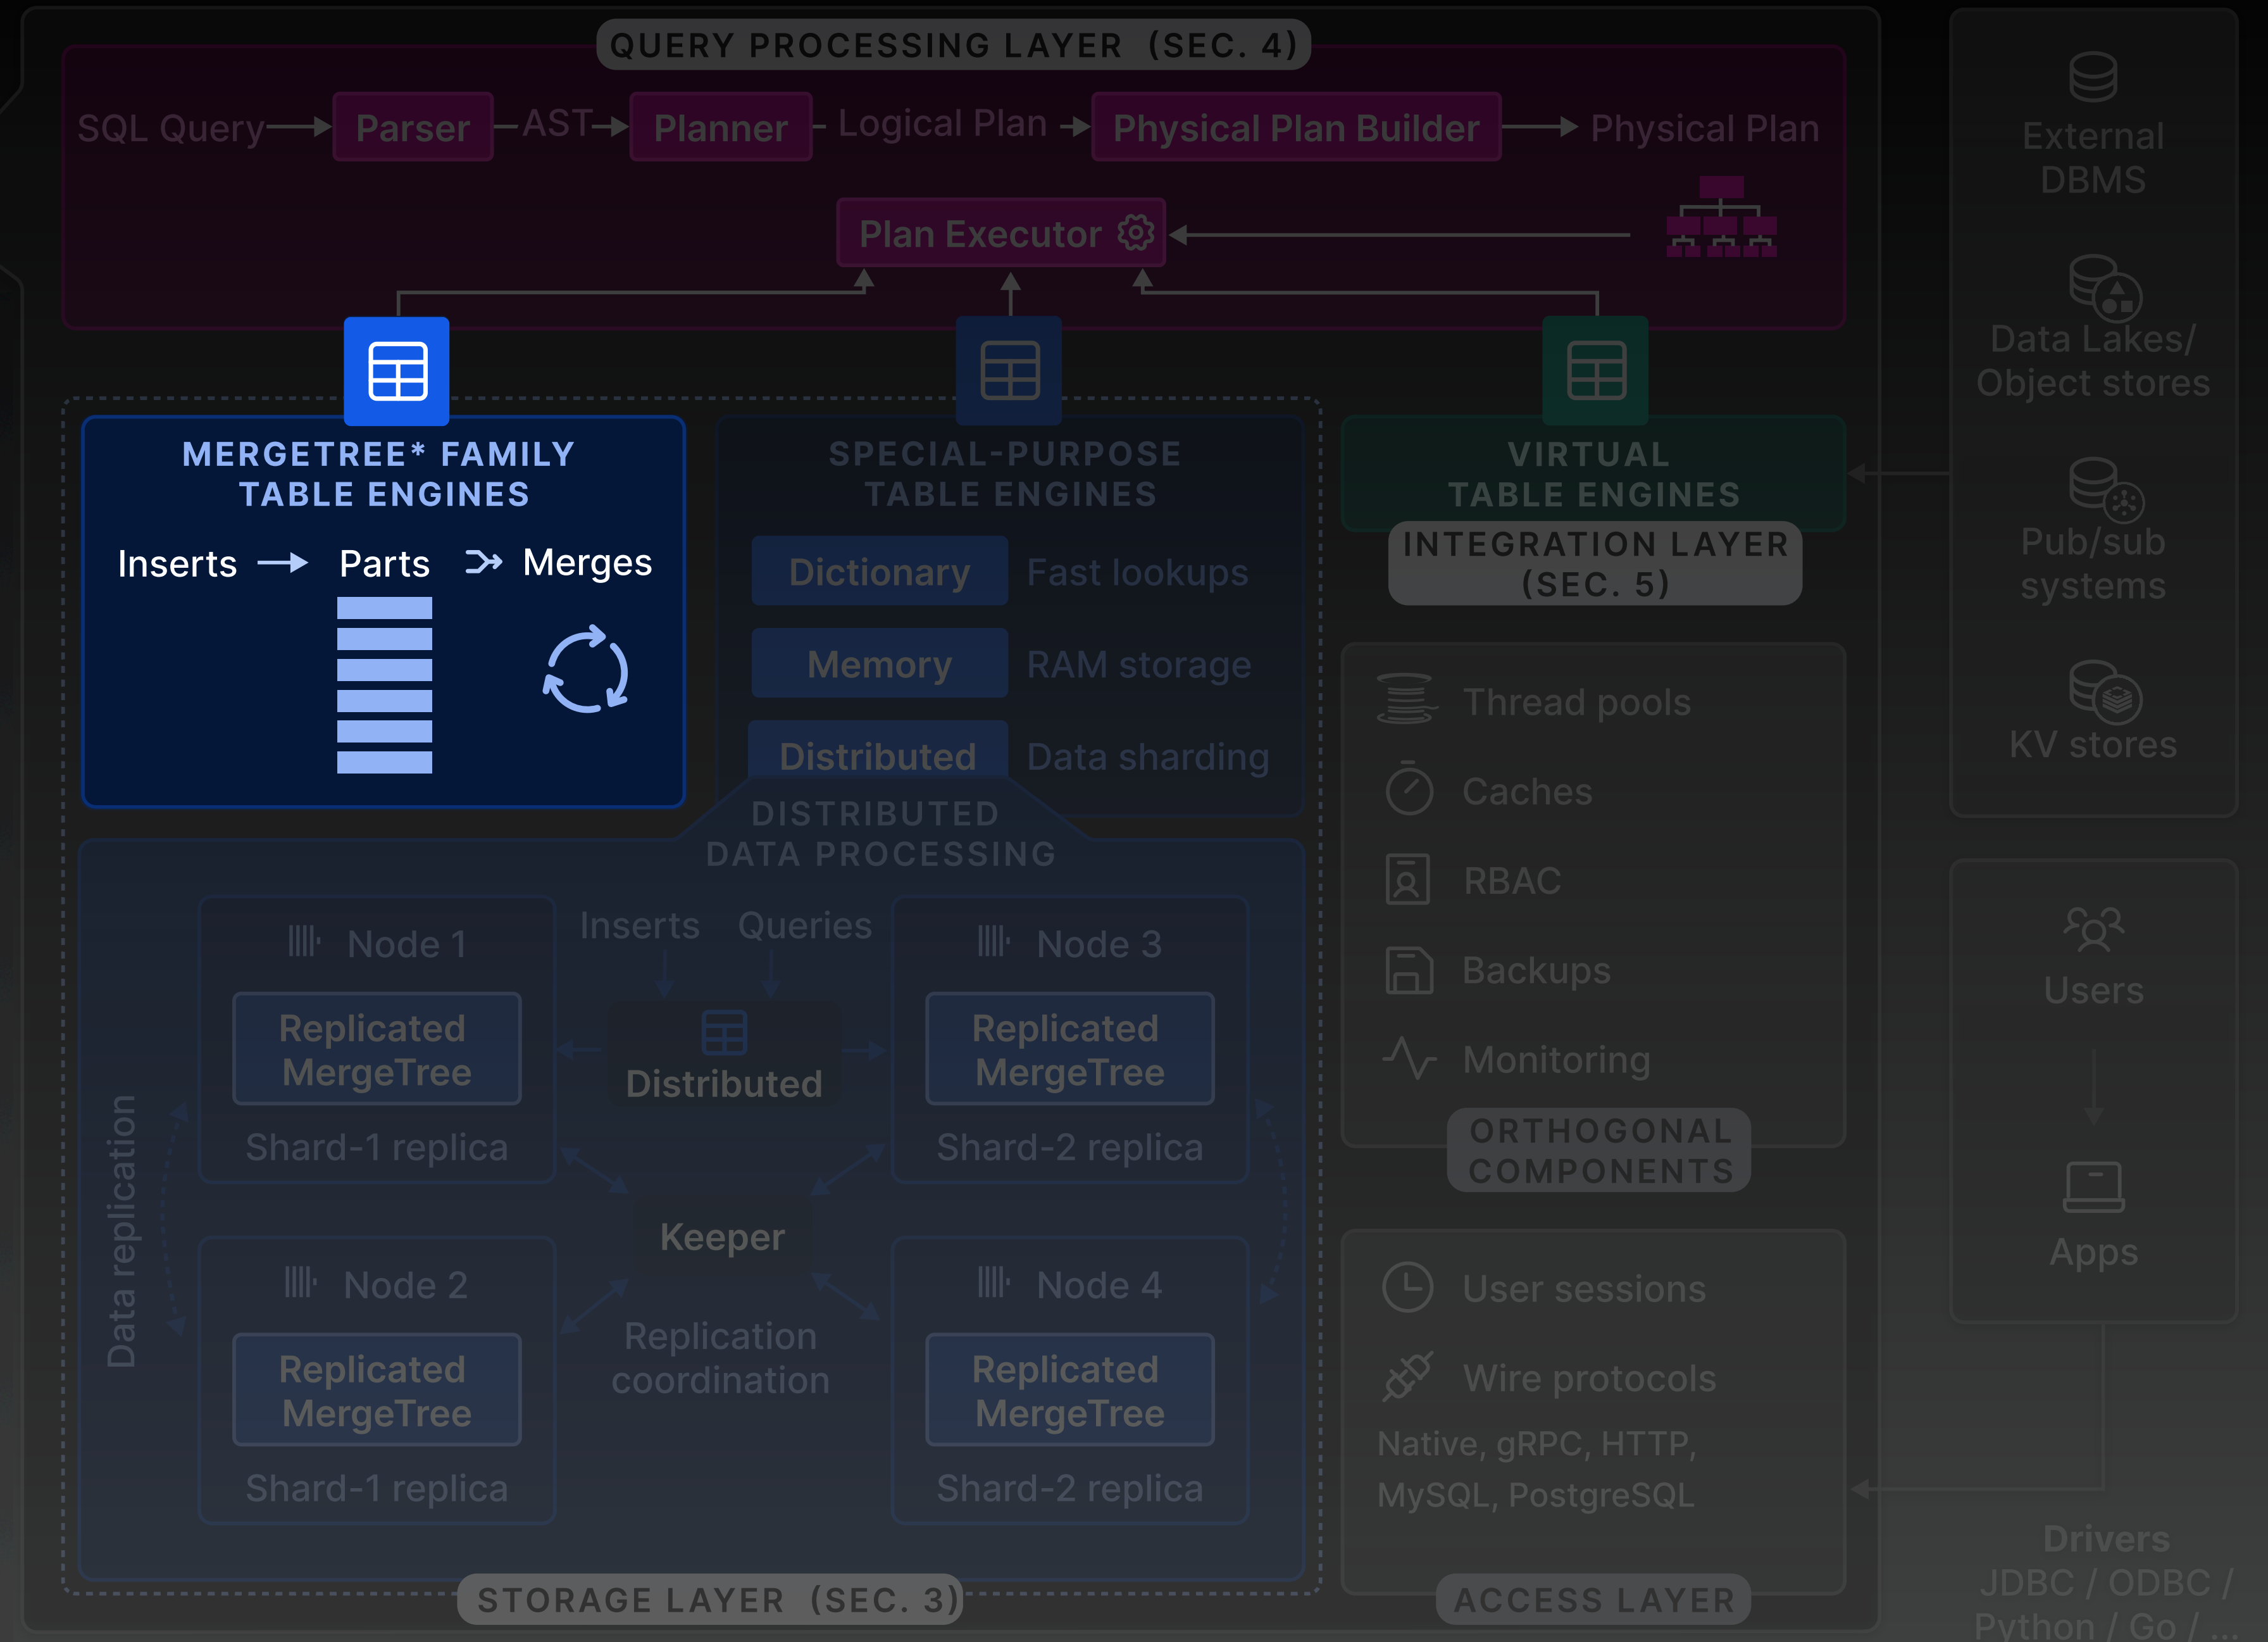 QUERY PROCESSING LAYER (SEC. 4)
SQL Query
Parser
AST
Planner
Logical Plan
Physical Plan Builder
Physical Plan
Plan Executor
MERGETREE* FAMILY
TABLE ENGINES
Inserts
Parts
Merges
SPECIAL-PURPOSE
TABLE ENGINES
Dictionary
Fast lookups
Memory
RAM storage
Distributed
Data sharding
VIRTUAL
TABLE ENGINES
INTEGRATION LAYER
(SEC. 5)
DISTRIBUTED
DATA PROCESSING
Node 1
Replicated
MergeTree
Shard-1 replica
Inserts
Queries
Distributed
Node 3
Replicated
MergeTree
Shard-2 replica
Data replication
Keeper
Replication
coordination
Node 2
Replicated
MergeTree
Shard-1 replica
Node 4
Replicated
MergeTree
Shard-2 replica
STORAGE LAYER (SEC. 3)
Thread pools
Caches
RBAC
Backups
Monitoring
ORTHOGONAL
COMPONENTS
User sessions
Wire protocols
Native, gRPC, HTTP,
MySQL, PostgreSQL
ACCESS LAYER
External
DBMS
Data Lakes/
Object stores
Pub/sub
systems
KV stores
Users
Apps
Drivers
JDBC / ODBC /
Python / Go / ...